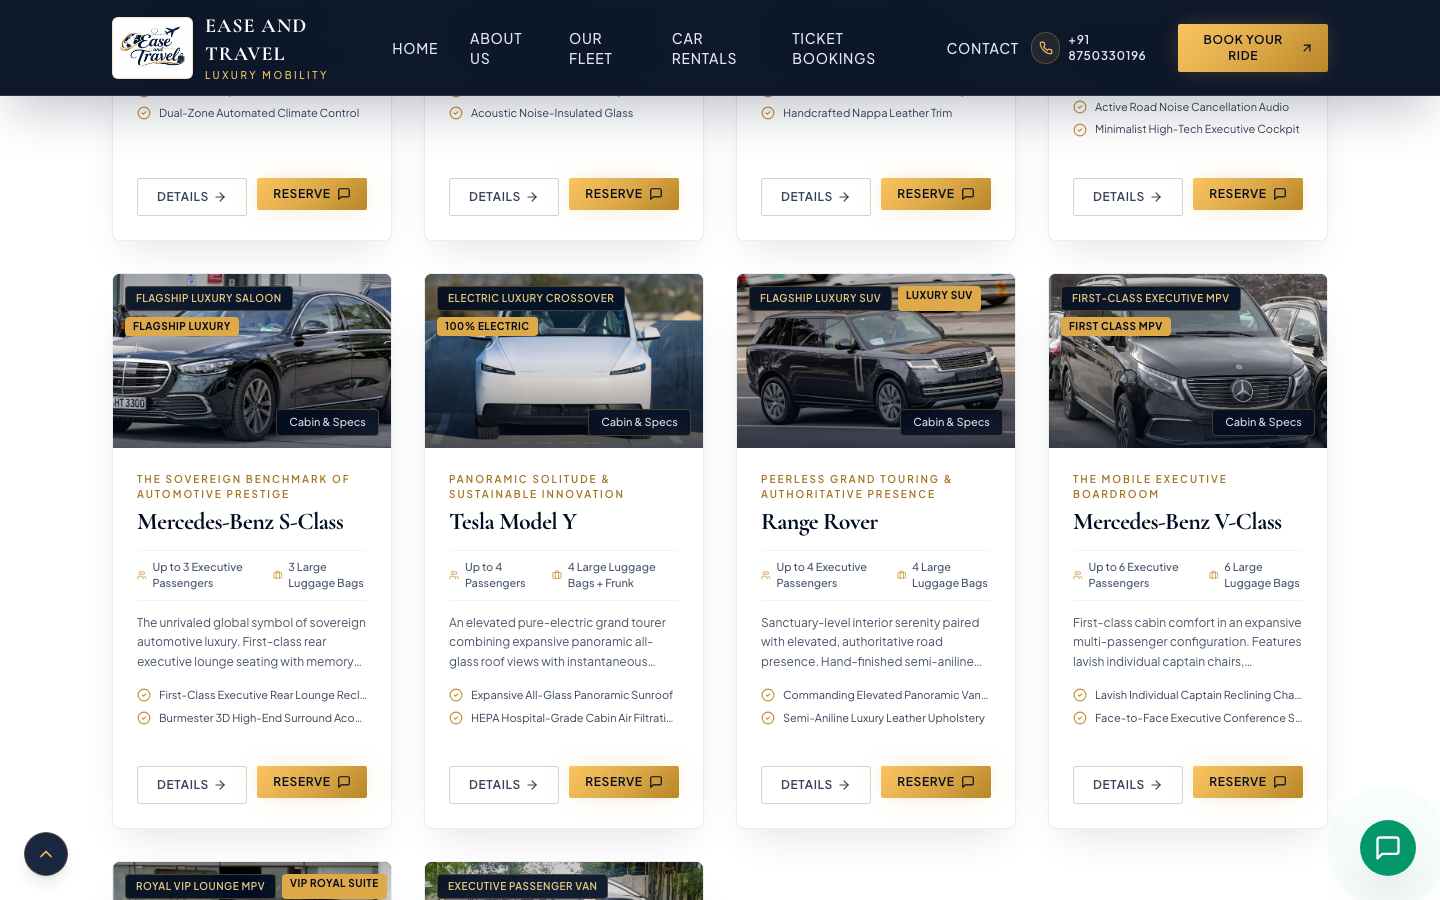 Ease and Travel
EASE AND
TRAVEL
LUXURY MOBILITY
HOME
ABOUT
US
OUR
FLEET
CAR
RENTALS
TICKET
BOOKINGS
CONTACT
+91
8750330196
BOOK YOUR
RIDE
Dual-Zone Automated Climate Control
Acoustic Noise-Insulated Glass
Handcrafted Nappa Leather Trim
Active Road Noise Cancellation Audio
Minimalist High-Tech Executive Cockpit
DETAILS
RESERVE
DETAILS
RESERVE
DETAILS
RESERVE
DETAILS
RESERVE
FLAGSHIP LUXURY SALOON
FLAGSHIP LUXURY
HT 3300
Cabin & Specs
THE SOVEREIGN BENCHMARK OF
AUTOMOTIVE PRESTIGE
Mercedes-Benz S-Class
Up to 3 Executive
Passengers
3 Large
Luggage Bags
The unrivaled global symbol of sovereign
automotive luxury. First-class rear
executive lounge seating with memory…
First-Class Executive Rear Lounge Recl…
Burmester 3D High-End Surround Aco…
DETAILS
RESERVE
ELECTRIC LUXURY CROSSOVER
100% ELECTRIC
Cabin & Specs
PANORAMIC SOLITUDE &
SUSTAINABLE INNOVATION
Tesla Model Y
Up to 4
Passengers
4 Large Luggage
Bags + Frunk
An elevated pure-electric grand tourer
combining expansive panoramic all-
glass roof views with instantaneous…
Expansive All-Glass Panoramic Sunroof
HEPA Hospital-Grade Cabin Air Filtrati…
DETAILS
RESERVE
FLAGSHIP LUXURY SUV
LUXURY SUV
Cabin & Specs
PEERLESS GRAND TOURING &
AUTHORITATIVE PRESENCE
Range Rover
Up to 4 Executive
Passengers
4 Large
Luggage Bags
Sanctuary-level interior serenity paired
with elevated, authoritative road
presence. Hand-finished semi-aniline…
Commanding Elevated Panoramic Van…
Semi-Aniline Luxury Leather Upholstery
DETAILS
RESERVE
FIRST-CLASS EXECUTIVE MPV
FIRST CLASS MPV
Cabin & Specs
THE MOBILE EXECUTIVE
BOARDROOM
Mercedes-Benz V-Class
Up to 6 Executive
Passengers
6 Large
Luggage Bags
First-class cabin comfort in an expansive
multi-passenger configuration. Features
lavish individual captain chairs,…
Lavish Individual Captain Reclining Cha…
Face-to-Face Executive Conference S…
DETAILS
RESERVE
ROYAL VIP LOUNGE MPV
VIP ROYAL SUITE
EXECUTIVE PASSENGER VAN